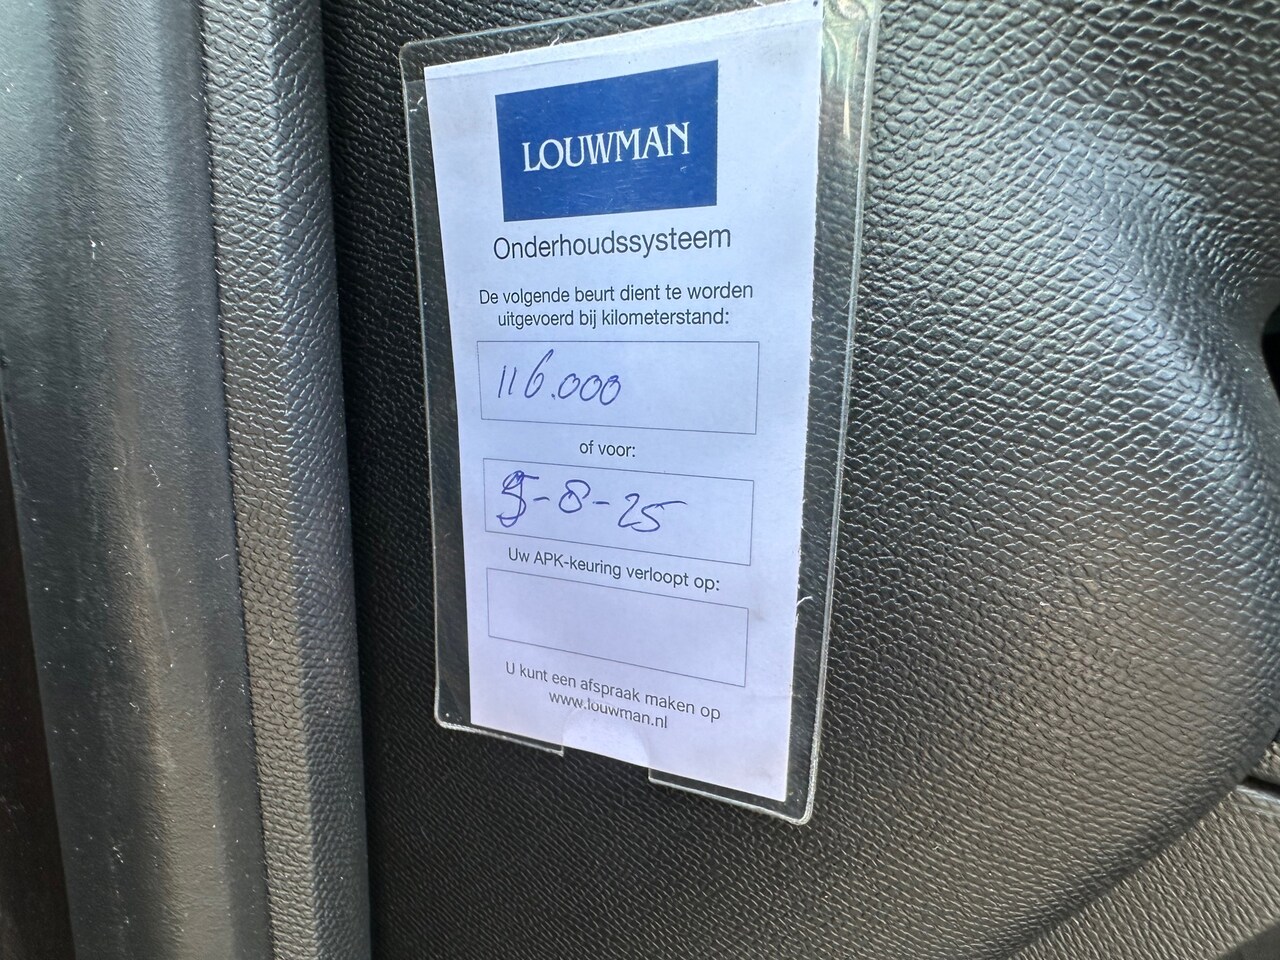 LOUWMAN
Onderhoudssysteem
De volgende beurt dient te worden
uitgevoerd bij kilometerstand:
116.000
of voor:
5-8-25
Uw APK-keuring verloopt op:
U kunt een afspraak maken op
www.louwman.nl